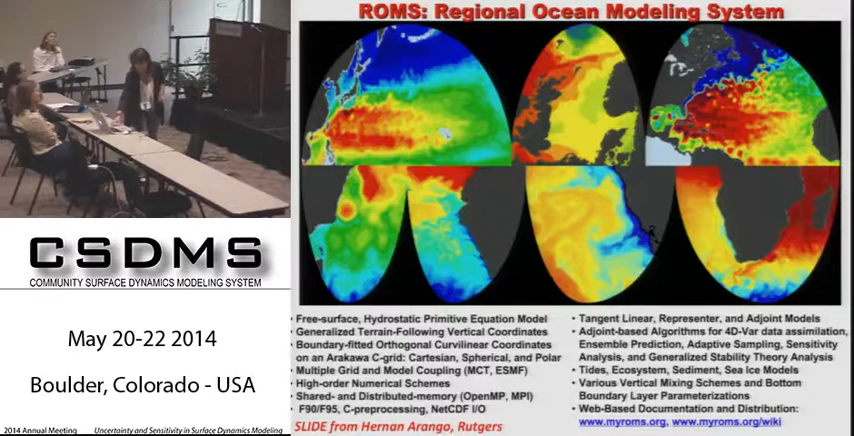 ROMS: Regional Ocean Modeling System
CSDMS
COMMUNITY SURFACE DYNAMICS MODELING SYSTEM
May 20-22 2014
Boulder, Colorado - USA
2014 Annual Meeting Uncertainty and Sensitivity in Surface Dynamics Modeling
• Free-surface, Hydrostatic Primitive Equation Model
• Generalized Terrain-Following Vertical Coordinates
• Boundary-fitted Orthogonal Curvilinear Coordinates
on an Arakawa C-grid: Cartesian, Spherical, and Polar
• Multiple Grid and Model Coupling (MCT, ESMF)
• High-order Numerical Schemes
• Shared- and Distributed-memory (OpenMP, MPI)
• F90/F95, C-preprocessing, NetCDF I/O
SLIDE from Hernan Arango, Rutgers
• Tangent Linear, Representer, and Adjoint Models
• Adjoint-based Algorithms for 4D-Var data assimilation,
Ensemble Prediction, Adaptive Sampling, Sensitivity
Analysis, and Generalized Stability Theory Analysis
• Tides, Ecosystem, Sediment, Sea Ice Models
• Various Vertical Mixing Schemes and Bottom
Boundary Layer Parameterizations
• Web-Based Documentation and Distribution:
www.myroms.org, www.myroms.org/wiki